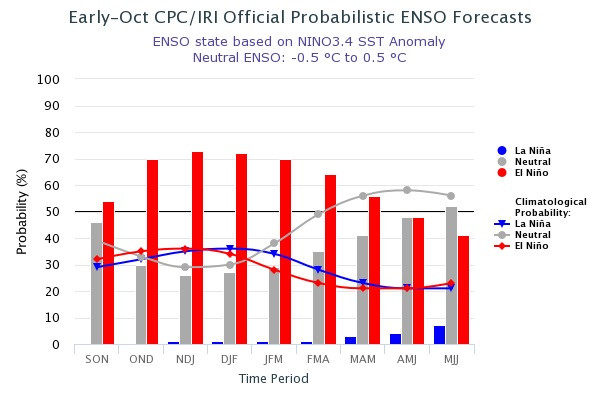 Early-Oct CPC/IRI Official Probabilistic ENSO Forecasts
ENSO state based on NINO3.4 SST Anomaly
Neutral ENSO: -0.5 °C to 0.5 °C
Probability (%)
100
90
80
70
60
50
40
30
20
10
0
SON OND NDJ DJF JFM FMA MAM AMJ MJJ
Time Period
La Niña
Neutral
El Niño
Climatological
Probability:
La Niña
Neutral
El Niño